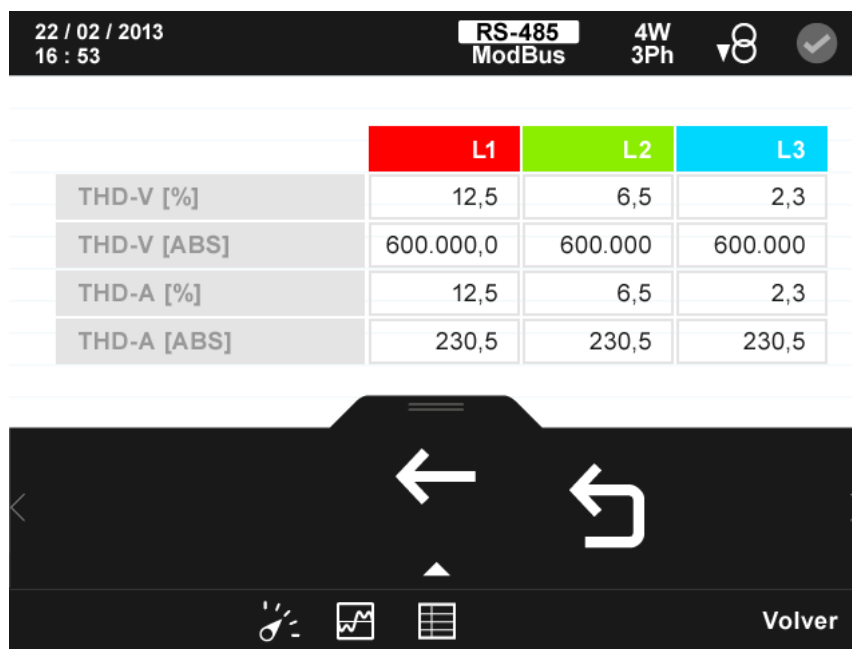 22 / 02 / 2013 RS-485 4W
16 : 53 ModBus 3Ph
L1 L2 L3
THD-V [%] 12,5 6,5 2,3
THD-V [ABS] 600.000,0 600.000 600.000
THD-A [%] 12,5 6,5 2,3
THD-A [ABS] 230,5 230,5 230,5
Volver